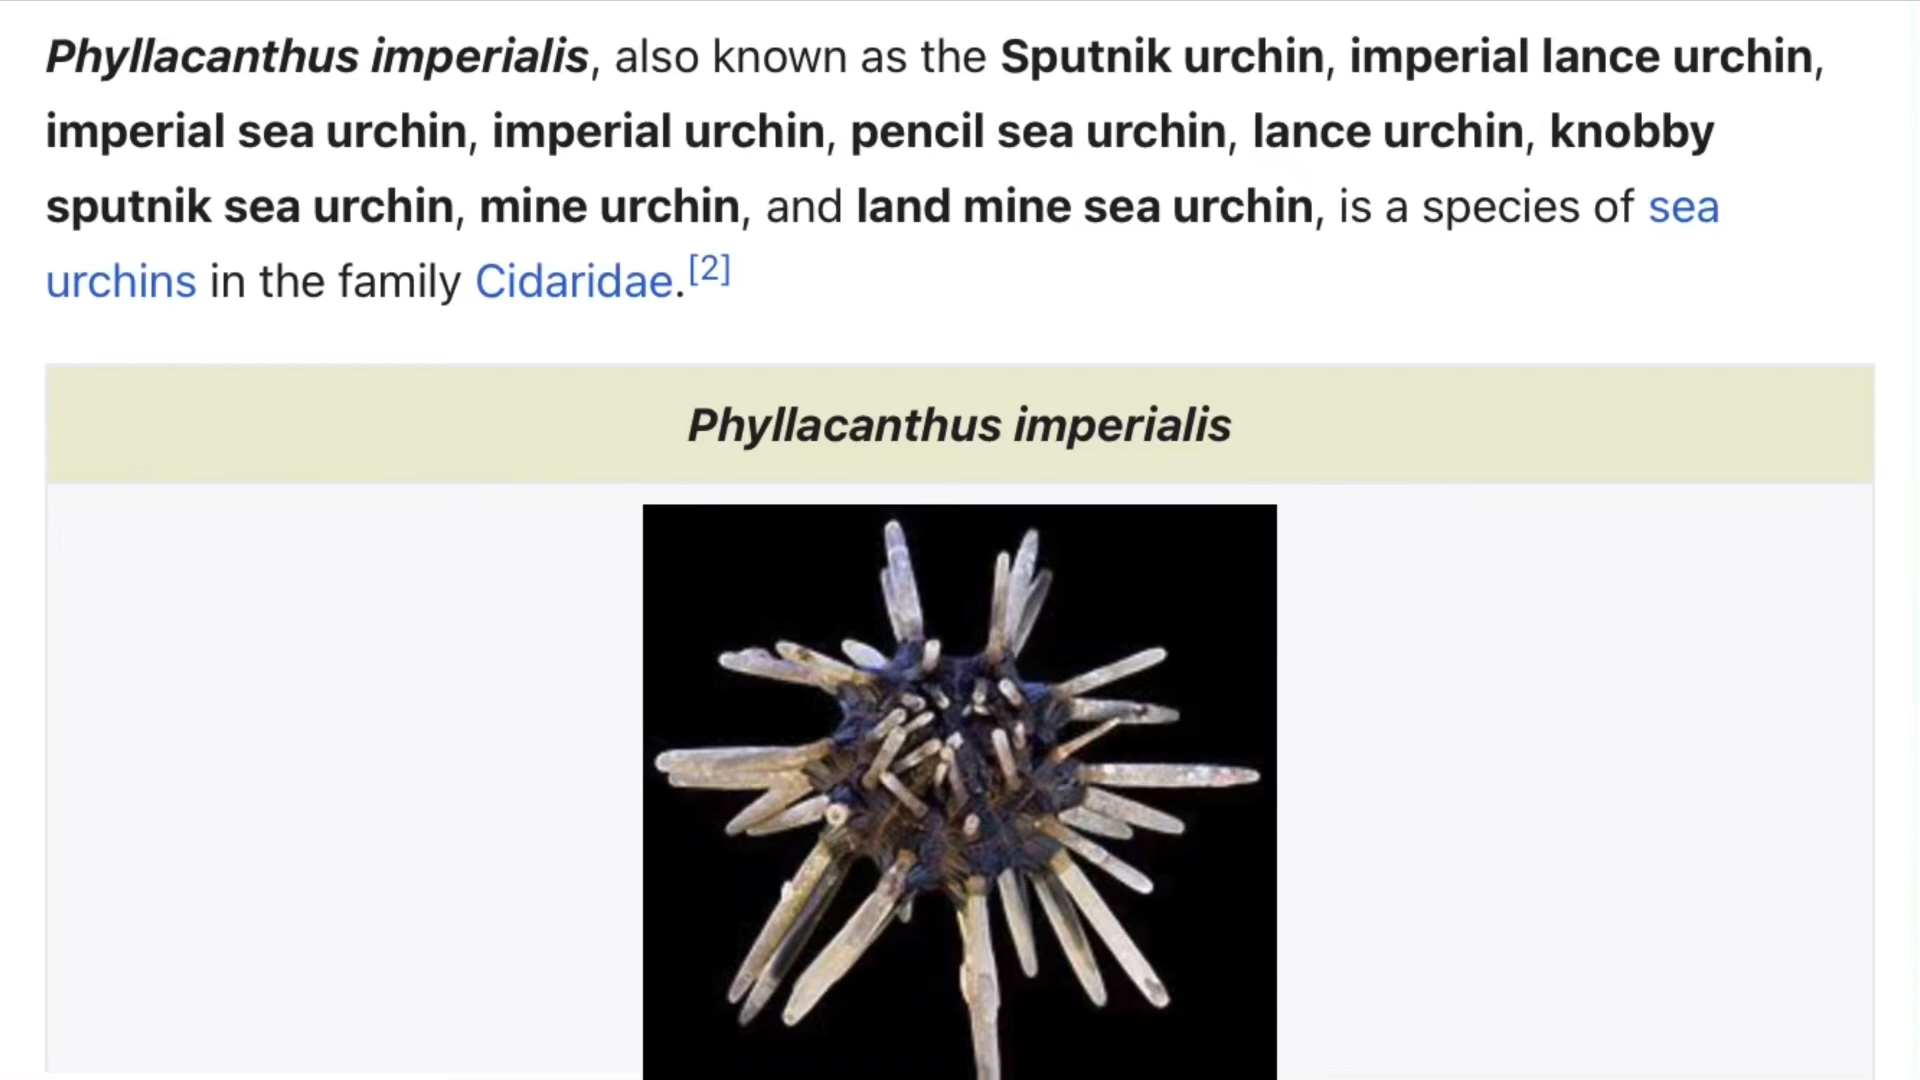 Phyllacanthus imperialis, also known as the Sputnik urchin, imperial lance urchin,
imperial sea urchin, imperial urchin, pencil sea urchin, lance urchin, knobby
sputnik sea urchin, mine urchin, and land mine sea urchin, is a species of sea
urchins in the family Cidaridae.[2]
Phyllacanthus imperialis